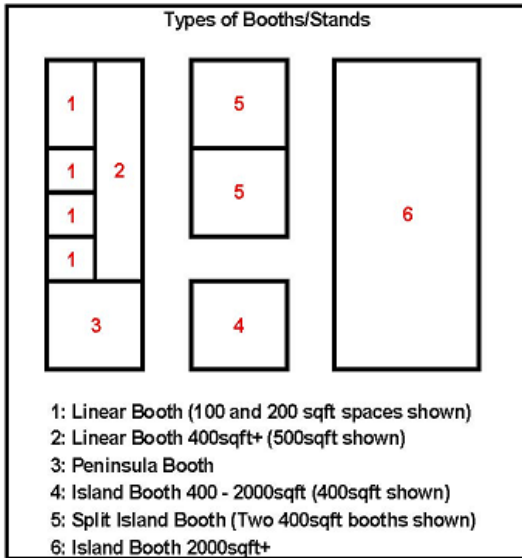 Types of Booths/Stands
1
5
1
2
5
1
6
1
3
4
1: Linear Booth (100 and 200 sqft spaces shown)
2: Linear Booth 400sqft+ (500sqft shown)
3: Peninsula Booth
4: Island Booth 400 - 2000sqft (400sqft shown)
5: Split Island Booth (Two 400sqft booths shown)
6: Island Booth 2000sqft+